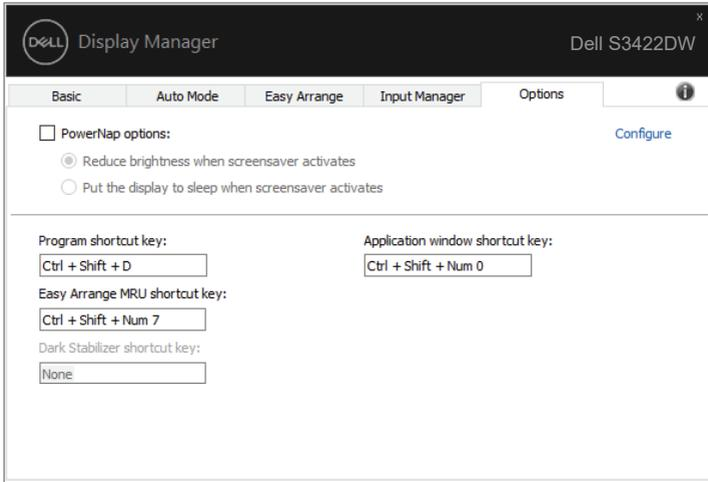 x
DELL Display Manager
Dell S3422DW
Basic Auto Mode Easy Arrange Input Manager Options i
PowerNap options: Configure
Reduce brightness when screensaver activates
Put the display to sleep when screensaver activates
Program shortcut key: Application window shortcut key:
Ctrl + Shift + D Ctrl + Shift + Num 0
Easy Arrange MRU shortcut key:
Ctrl + Shift + Num 7
Dark Stabilizer shortcut key:
None